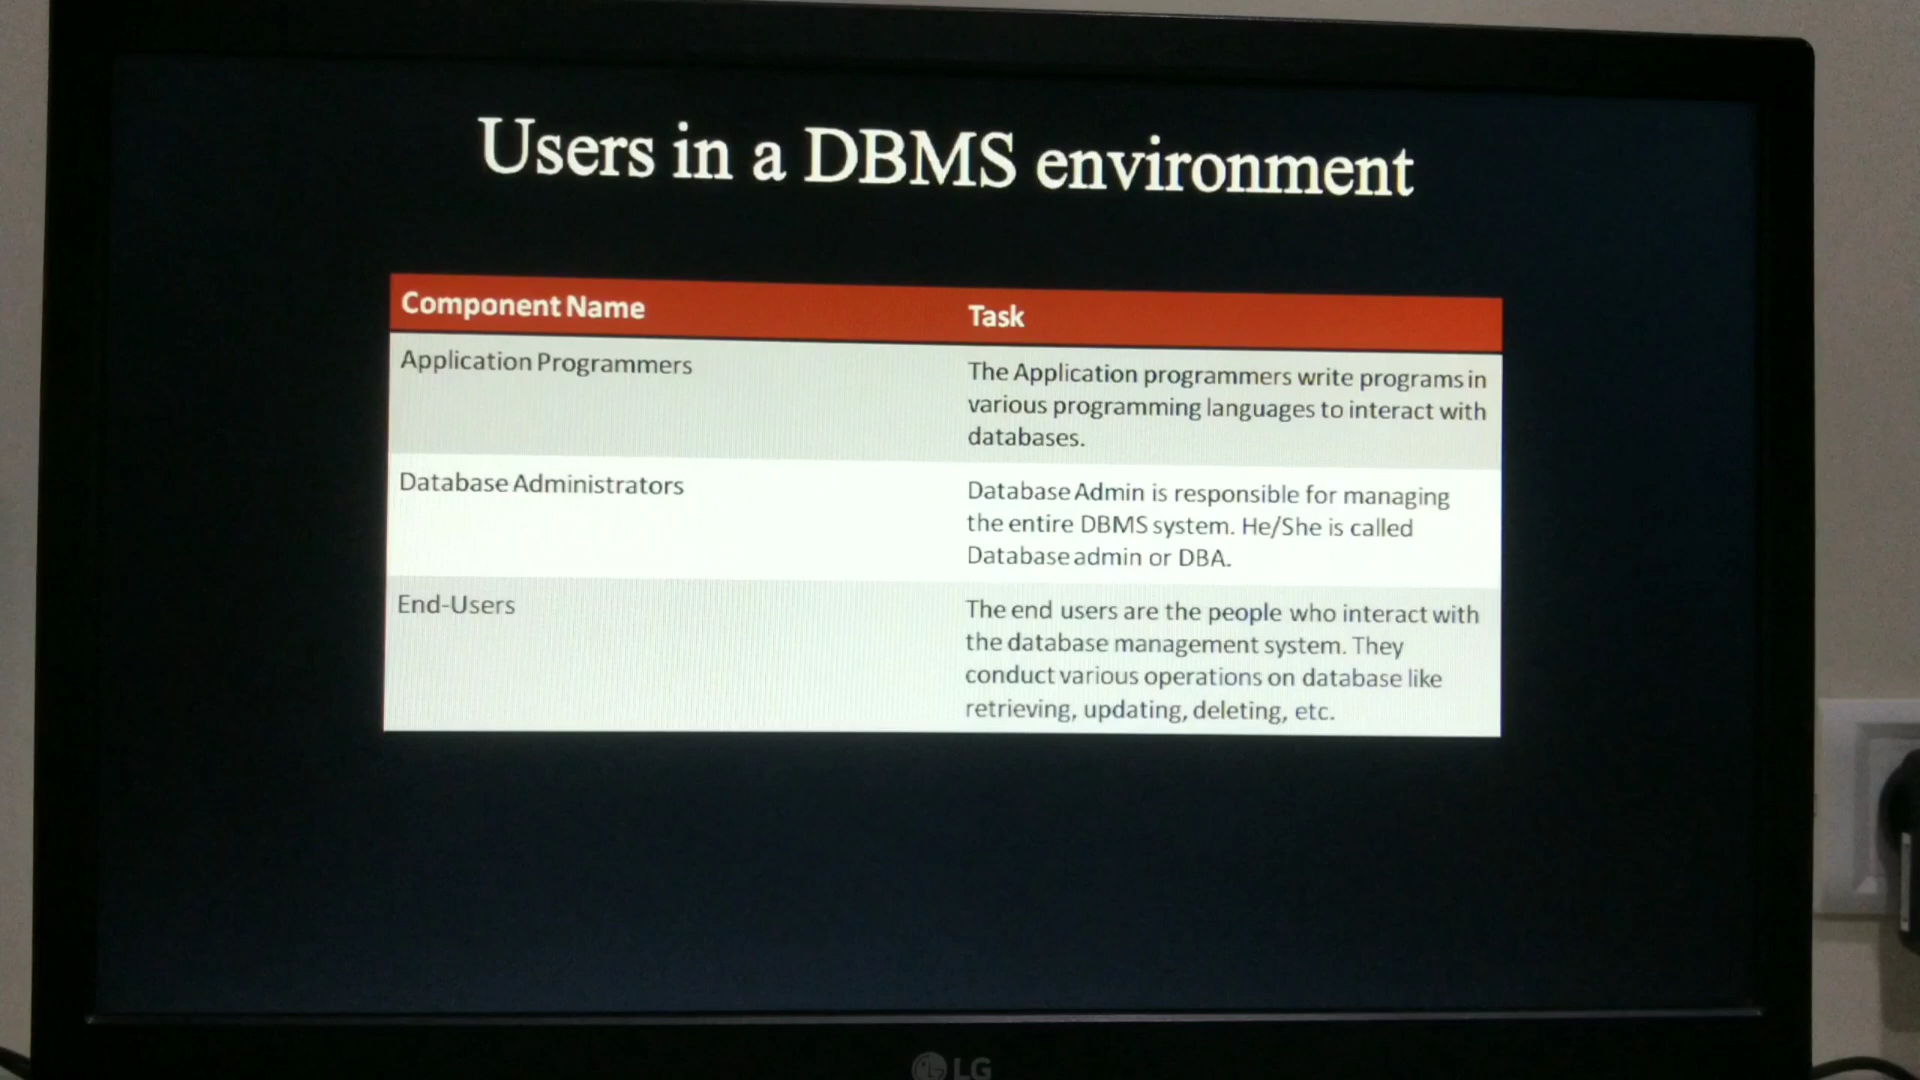 Users in a DBMS environment
Component Name
Task
Application Programmers
The Application programmers write programs in
various programming languages to interact with
databases.
Database Administrators
Database Admin is responsible for managing
the entire DBMS system. He/She is called
Database admin or DBA.
End-Users
The end users are the people who interact with
the database management system. They
conduct various operations on database like
retrieving, updating, deleting, etc.
LG